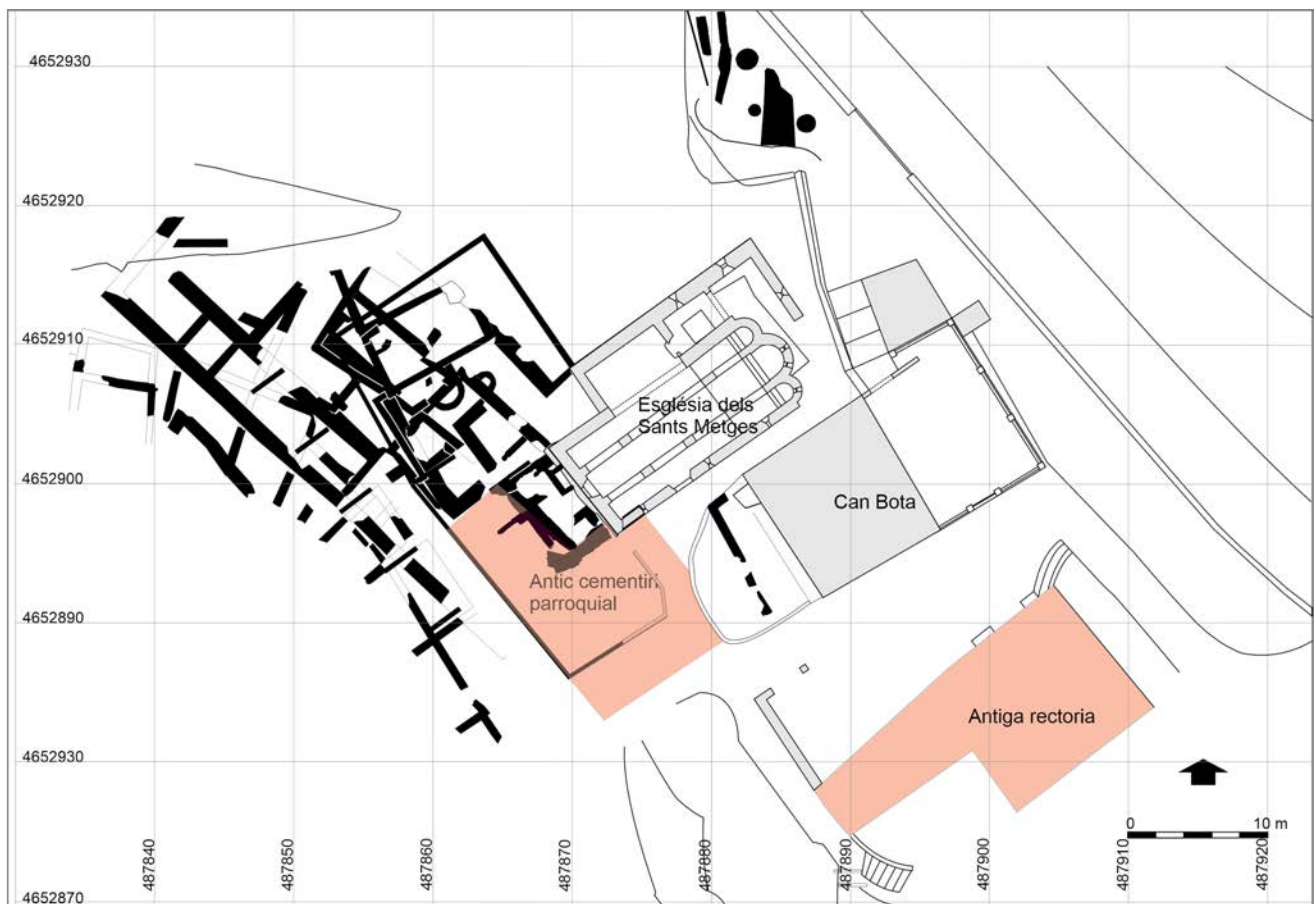 4652930
4652920
4652910
4652900
4652890
4652930
4652870
Església dels
Sants Metges
Can Bota
Antic cementiri
parroquial
Antiga rectoria
0 10 m
487840
487850
487860
487870
487880
487890
487900
487910
487920